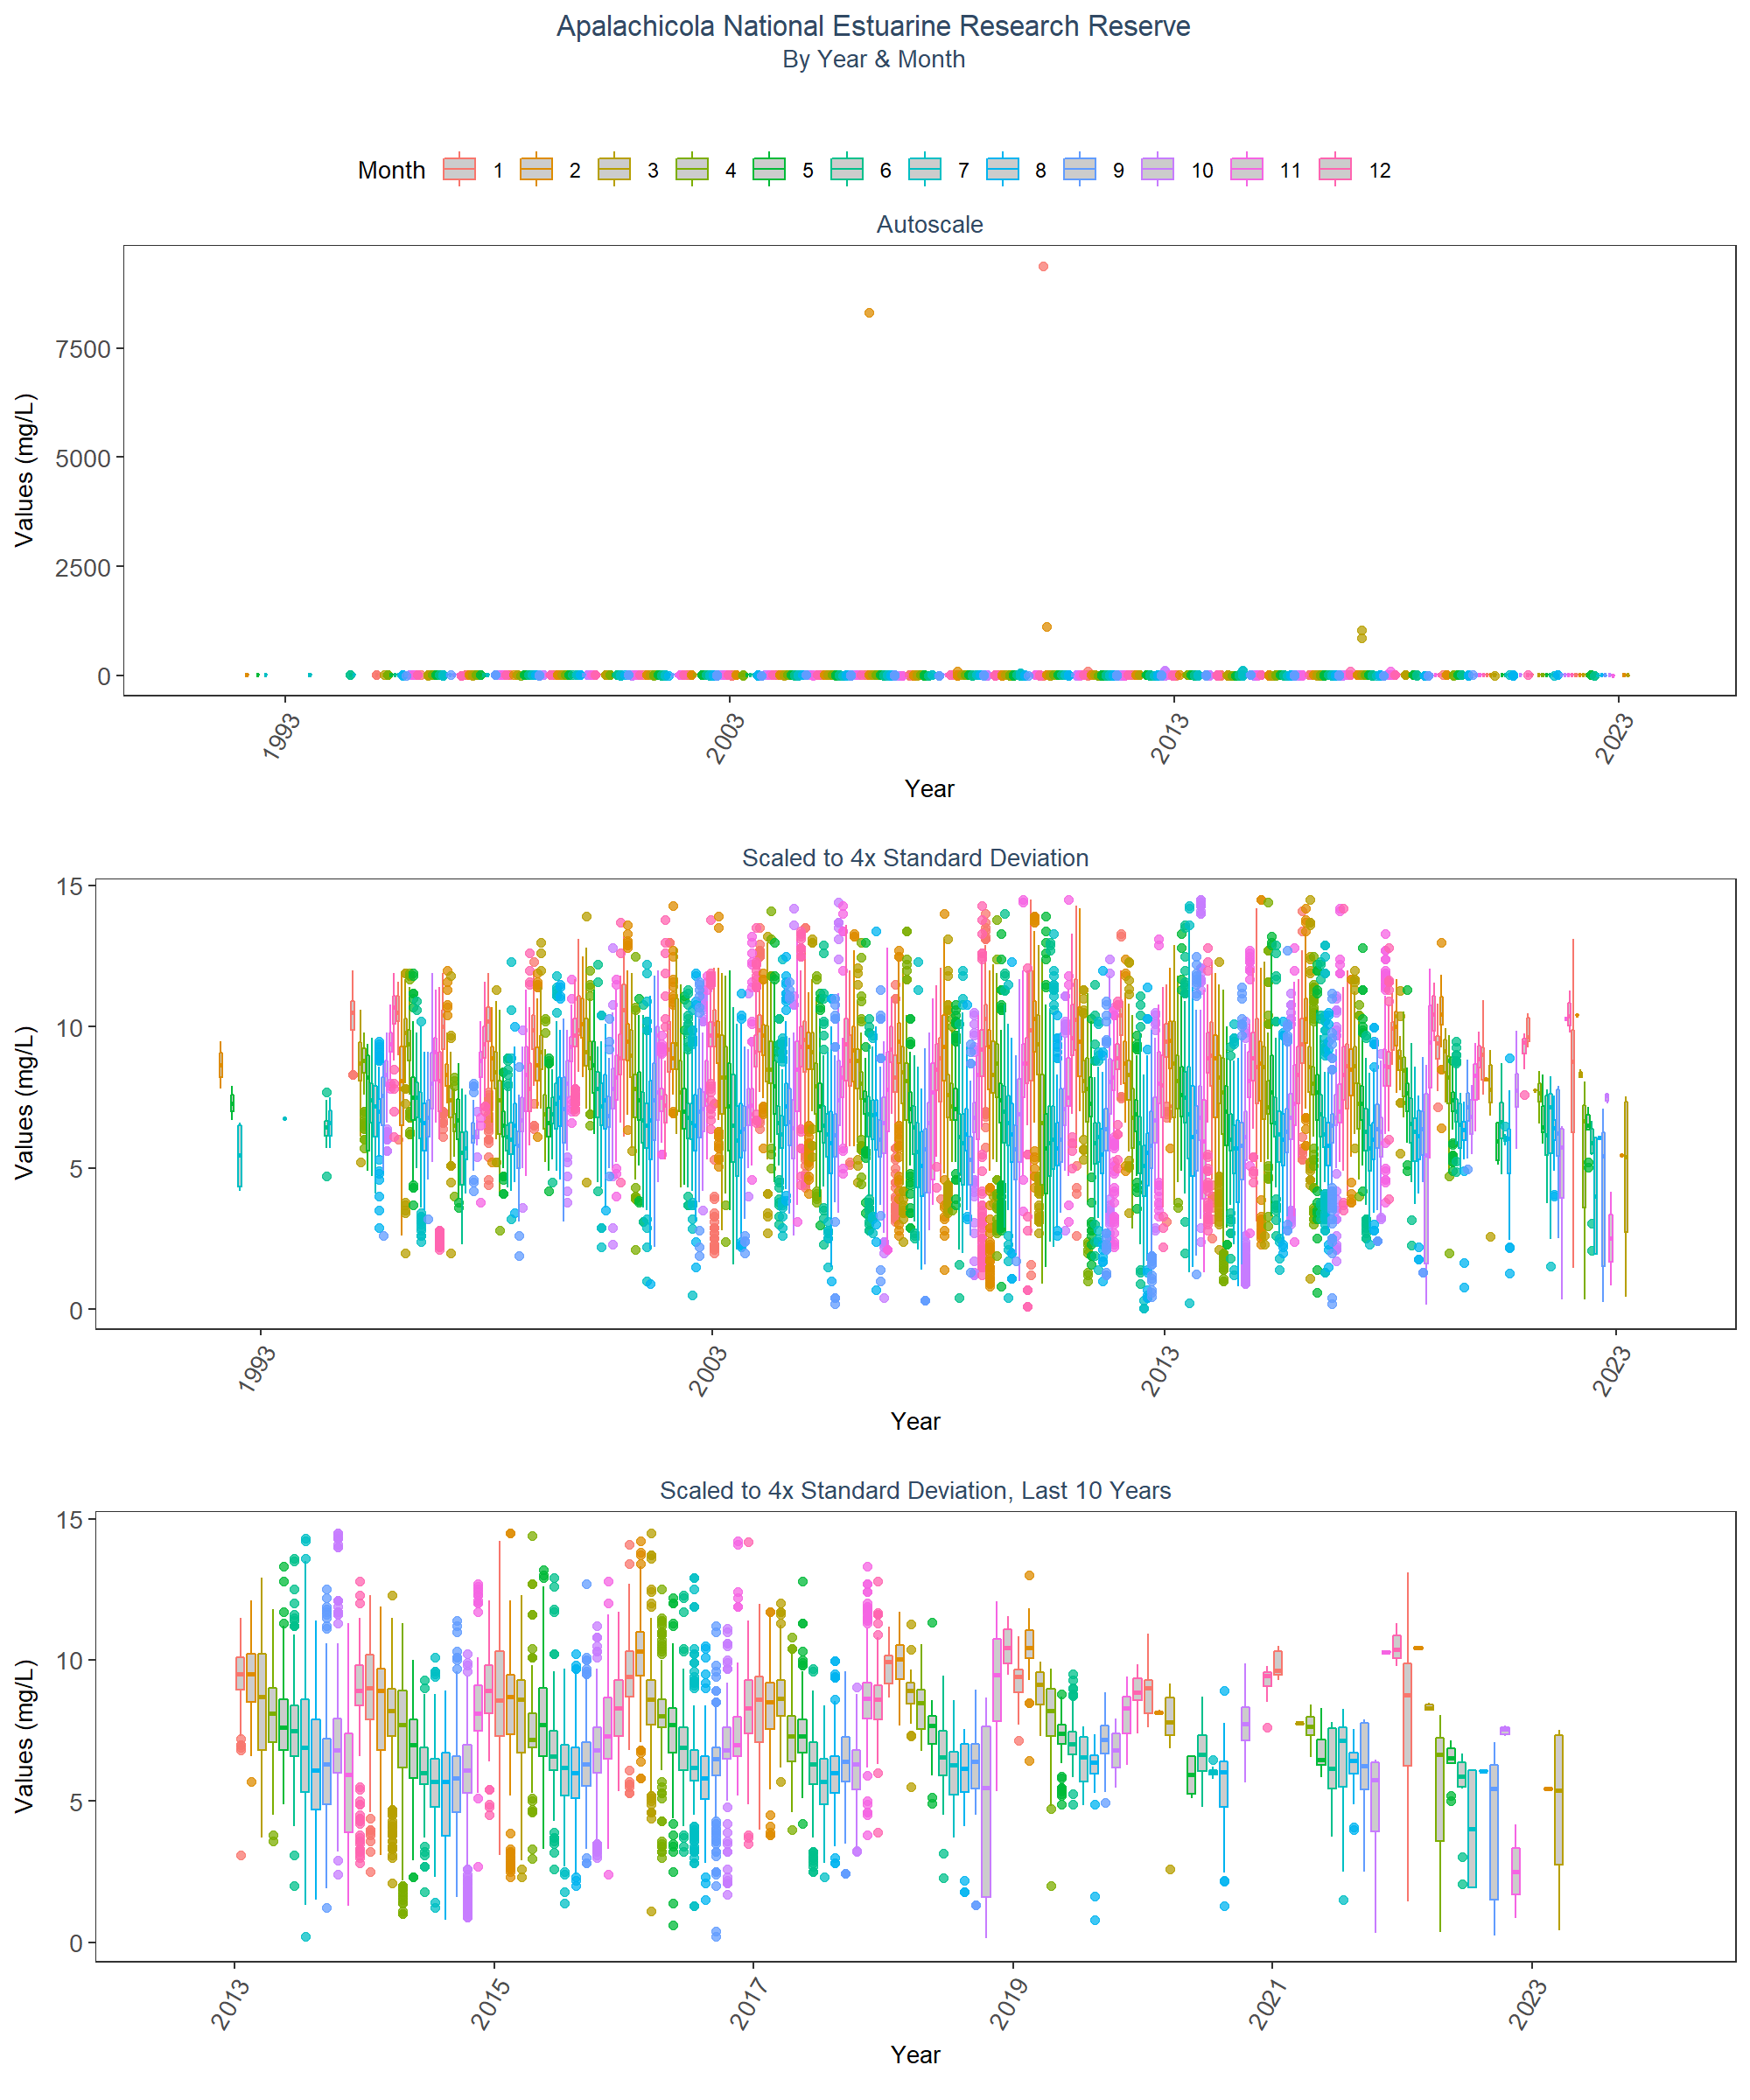 Apalachicola National Estuarine Research Reserve
By Year & Month
Month 1 2 3 4 5 6 7 8 9 10 11 12
Autoscale
Values (mg/L)
7500
5000
2500
0
1993 2003 2013 2023
Year
Scaled to 4x Standard Deviation
Values (mg/L)
15
10
5
0
1993 2003 2013 2023
Year
Scaled to 4x Standard Deviation, Last 10 Years
Values (mg/L)
15
10
5
0
2013 2015 2017 2019 2021 2023
Year